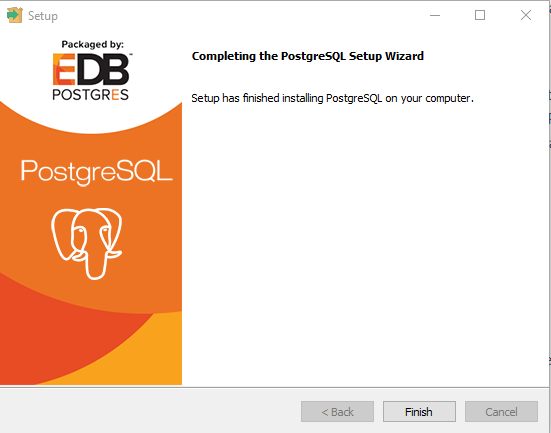 Setup
Packaged by:
EDB
POSTGRES
PostgreSQL
Completing the PostgreSQL Setup Wizard
Setup has finished installing PostgreSQL on your computer.
< Back
Finish
Cancel